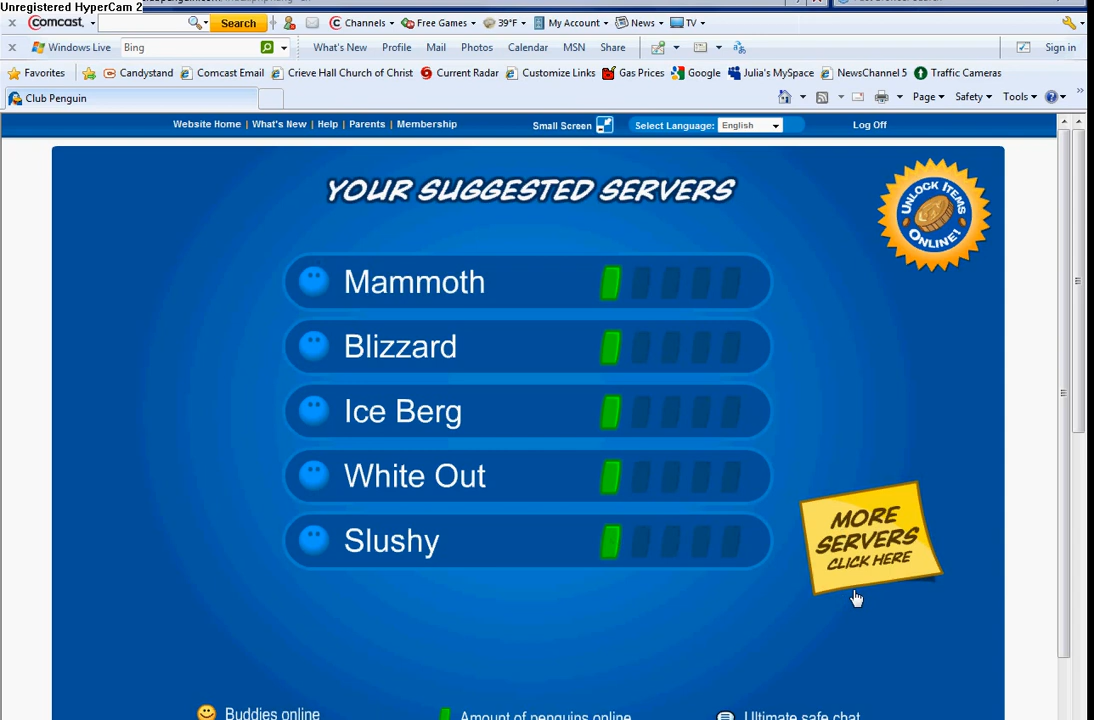 Unregistered HyperCam 2
Comcast Search Channels Free Games 39°F My Account News TV
Windows Live Bing What's New Profile Mail Photos Calendar MSN Share Sign in
Favorites Candystand Comcast Email Crieve Hall Church of Christ Current Radar Customize Links Gas Prices Google Julia's MySpace NewsChannel 5 Traffic Cameras
Club Penguin Page Safety Tools
Website Home | What's New | Help | Parents | Membership Small Screen Select Language: English Log Off
YOUR SUGGESTED SERVERS
UNLOCK ITEMS
ONLINE!
Mammoth
Blizzard
Ice Berg
White Out
Slushy
MORE
SERVERS
CLICK HERE
Buddies online Amount of penguins online Ultimate safe chat